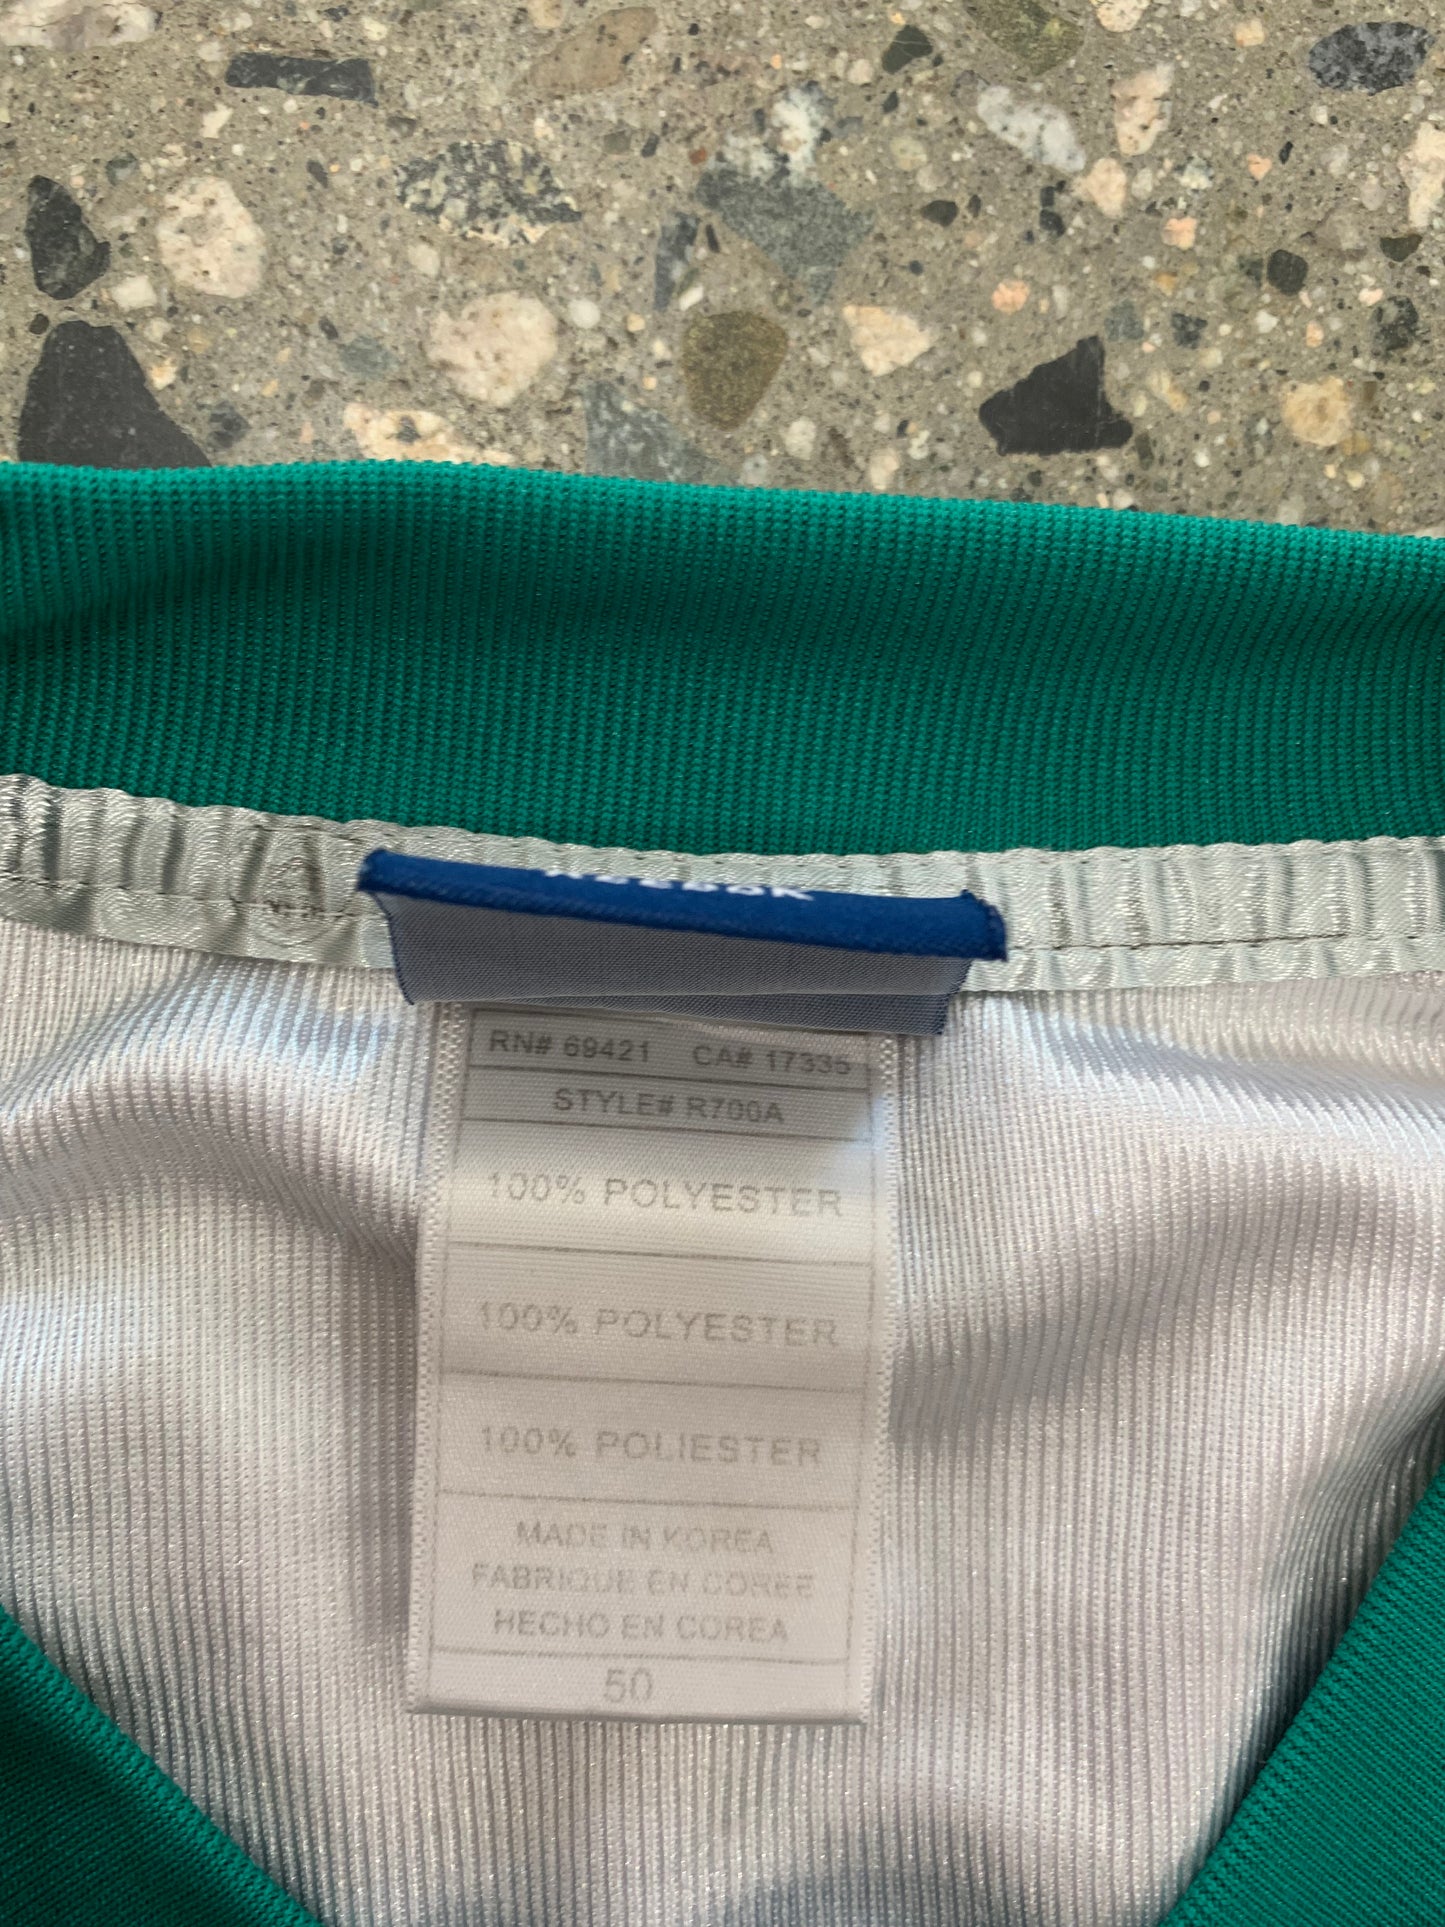 Reebok
RN# 69421 CA# 17335
STYLE# R700A
100% POLYESTER
100% POLYESTER
100% POLIESTER
MADE IN KOREA
FABRIQUE EN COREE
HECHO EN COREA
50